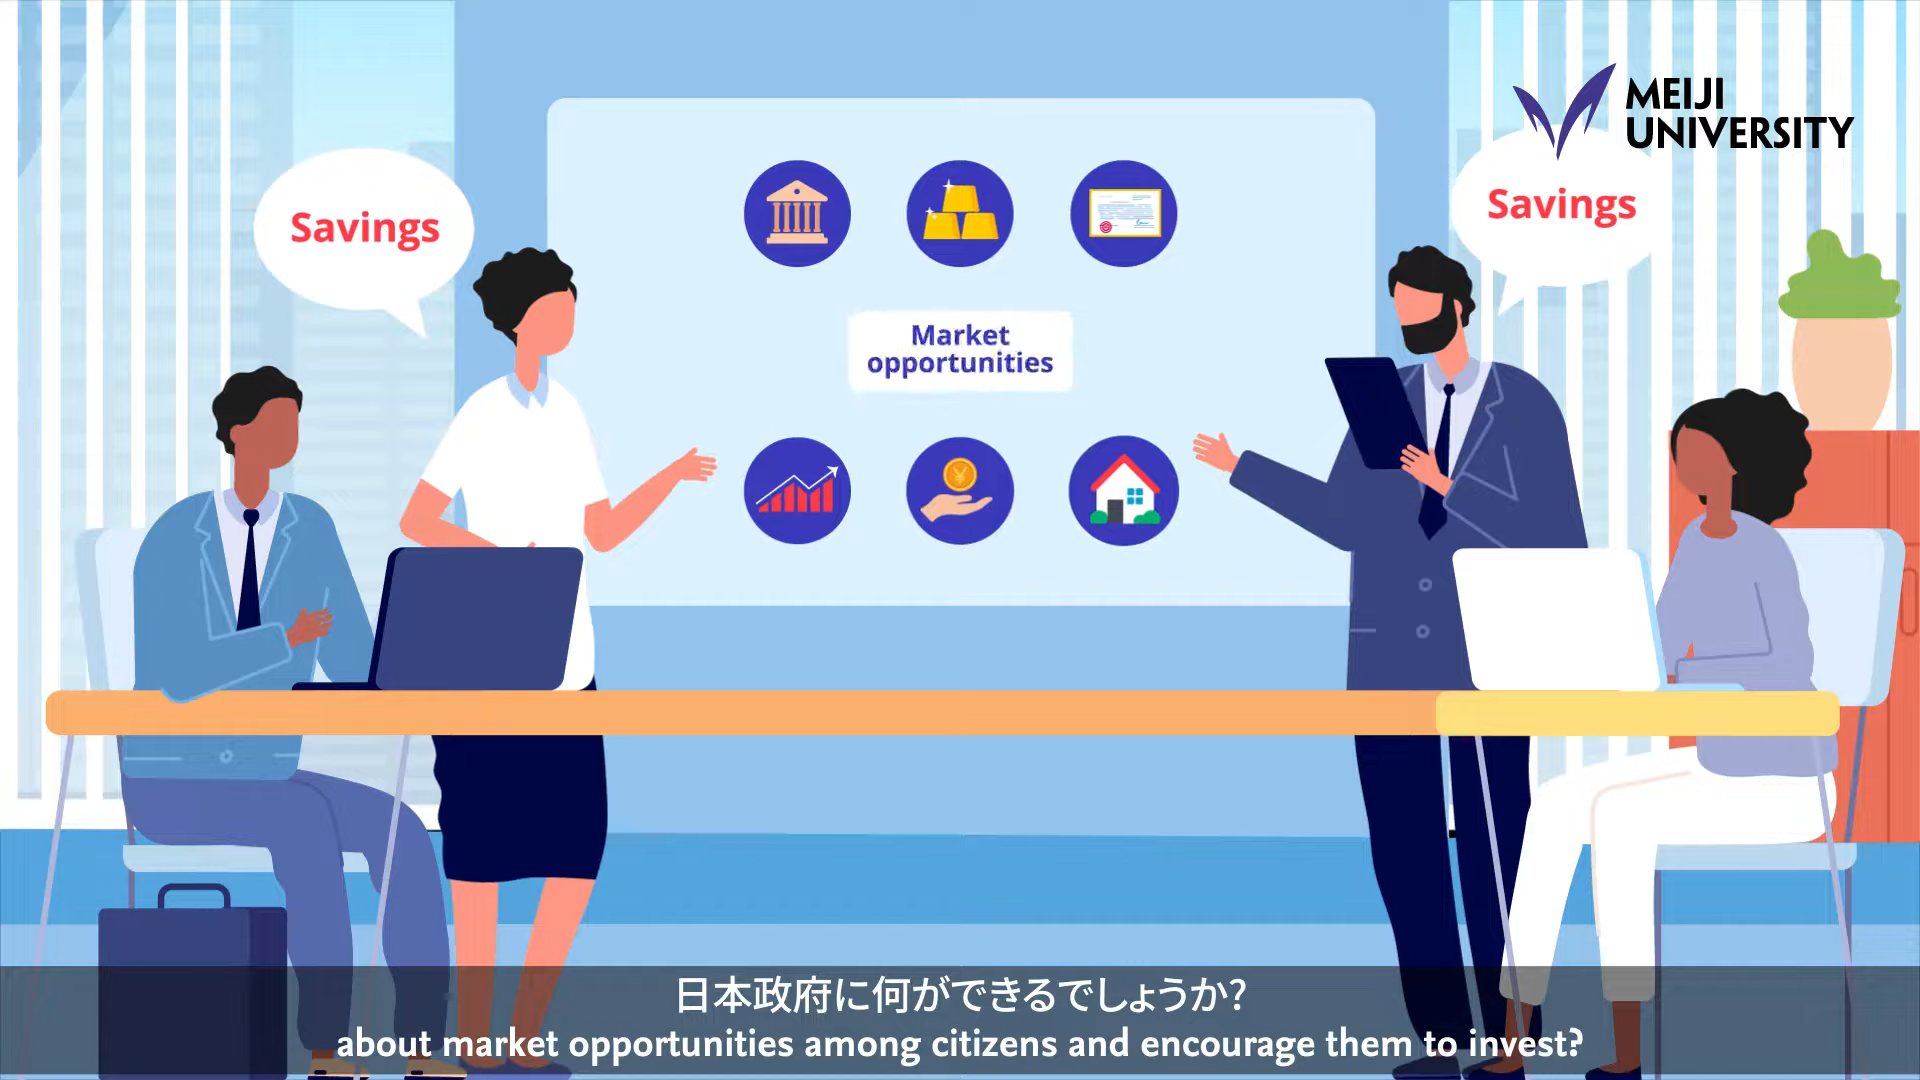 MEIJI
UNIVERSITY
Savings
Savings
Market
opportunities
日本政府に何ができるでしょうか?
about market opportunities among citizens and encourage them to invest?